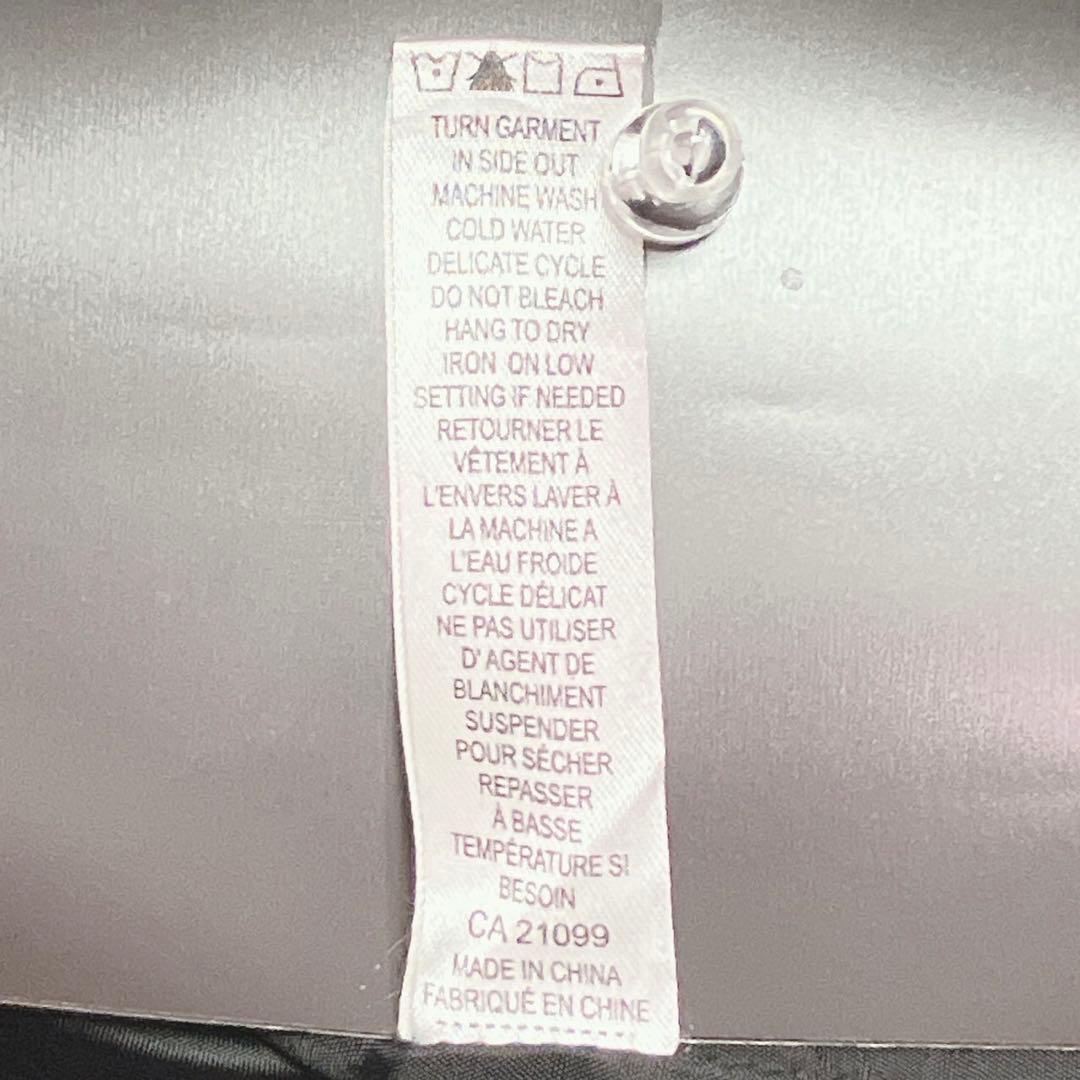 TURN GARMENT
IN SIDE OUT
MACHINE WASH
COLD WATER
DELICATE CYCLE
DO NOT BLEACH
HANG TO DRY
IRON ON LOW
SETTING IF NEEDED
RETOURNER LE
VÊTEMENT À
L'ENVERS LAVER À
LA MACHINE A
L'EAU FROIDE
CYCLE DÉLICAT
NE PAS UTILISER
D'AGENT DE
BLANCHIMENT
SUSPENDER
POUR SÉCHER
REPASSER
À BASSE
TEMPÉRATURE SI
BESOIN
CA 21099
MADE IN CHINA
FABRIQUÉ EN CHINE